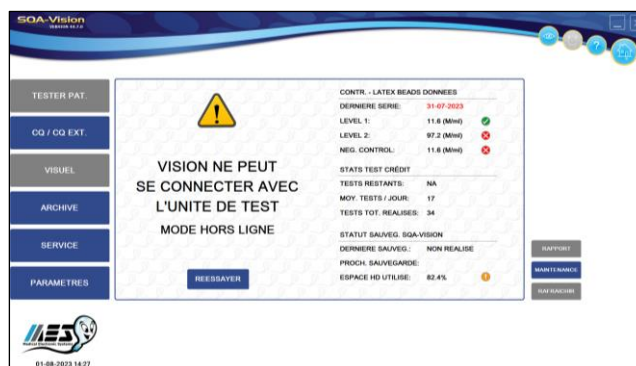 SQA-Vision
TESTER PAT.
CQ / CQ EXT.
VISUEL
ARCHIVE
SERVICE
PARAMETRES
VISION NE PEUT
SE CONNECTER AVEC
L'UNITE DE TEST
MODE HORS LIGNE
REESSAYER
CONTR. - LATEX BEADS DONNEES
DERNIERE SERIE: 31-07-2023
LEVEL 1: 11.6 (M/ml)
LEVEL 2: 97.2 (M/ml)
NEG. CONTROL: 11.6 (M/ml)
STATS TEST CRÉDIT
TESTS RESTANTS: NA
MOY. TESTS / JOUR: 17
TESTS TOT. REALISES: 34
STATUT SAUVEG. SQA-VISION
DERNIERE SAUVEG.: NON REALISE
PROCH. SAUVEGARDE:
ESPACE HD UTILISE: 82.4%
RAPPORT
MAINTENANCE
RAFRAICHIR
MES
Medical Electronic Systems
01-08-2023 14:27